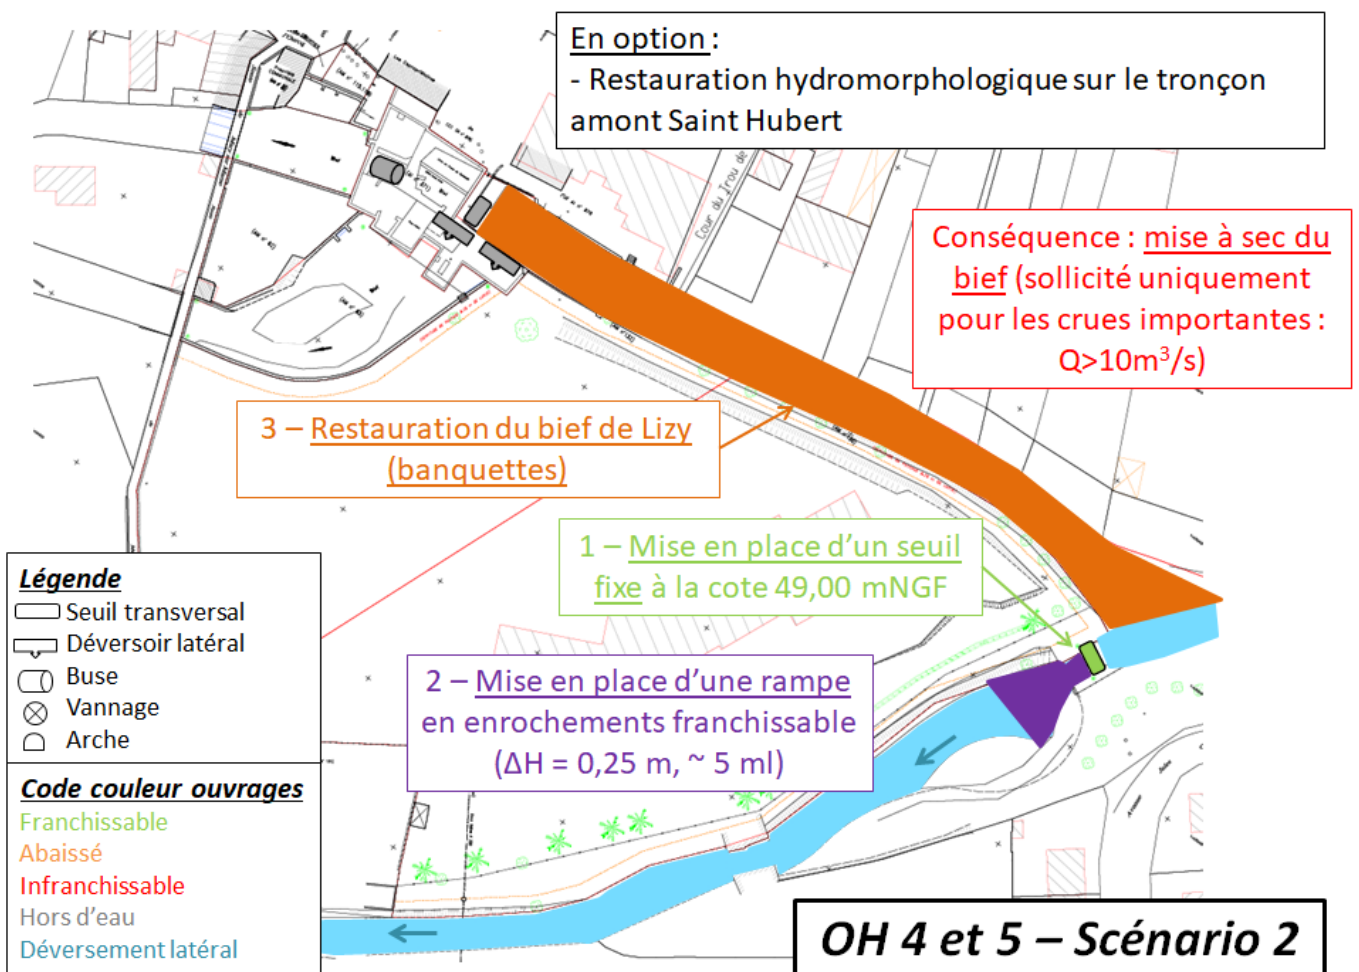 En option :
- Restauration hydromorphologique sur le tronçon
amont Saint Hubert
Cour du Trou de
Conséquence : mise à sec du
bief (sollicité uniquement
pour les crues importantes :
Q>10m³/s)
3 – Restauration du bief de Lizy
(banquettes)
1 – Mise en place d'un seuil
fixe à la cote 49,00 mNGF
2 – Mise en place d'une rampe
en enrochements franchissable
(ΔH = 0,25 m, ~ 5 ml)
Légende
Seuil transversal
Déversoir latéral
Buse
Vannage
Arche
Code couleur ouvrages
Franchissable
Abaissé
Infranchissable
Hors d'eau
Déversement latéral
OH 4 et 5 – Scénario 2